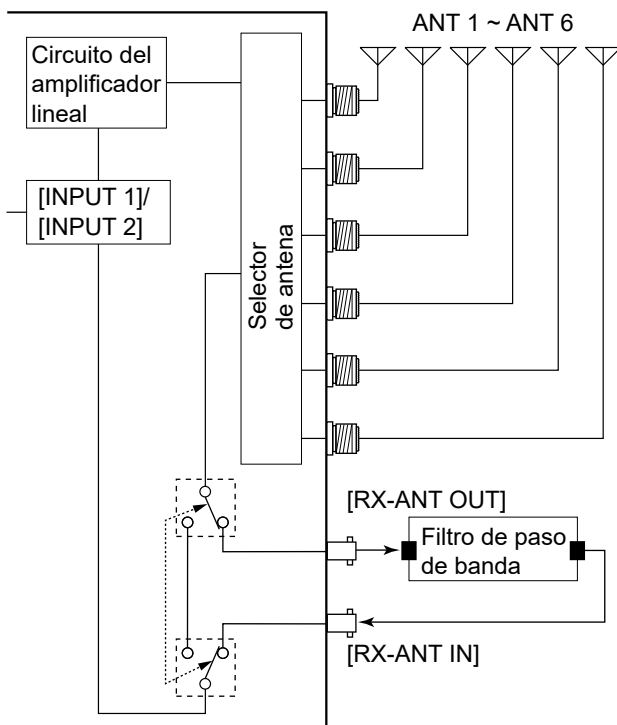 ANT 1 ~ ANT 6
Circuito del
amplificador
lineal
[INPUT 1]/
[INPUT 2]
Selector
de antena
[RX-ANT OUT]
Filtro de paso
de banda
[RX-ANT IN]